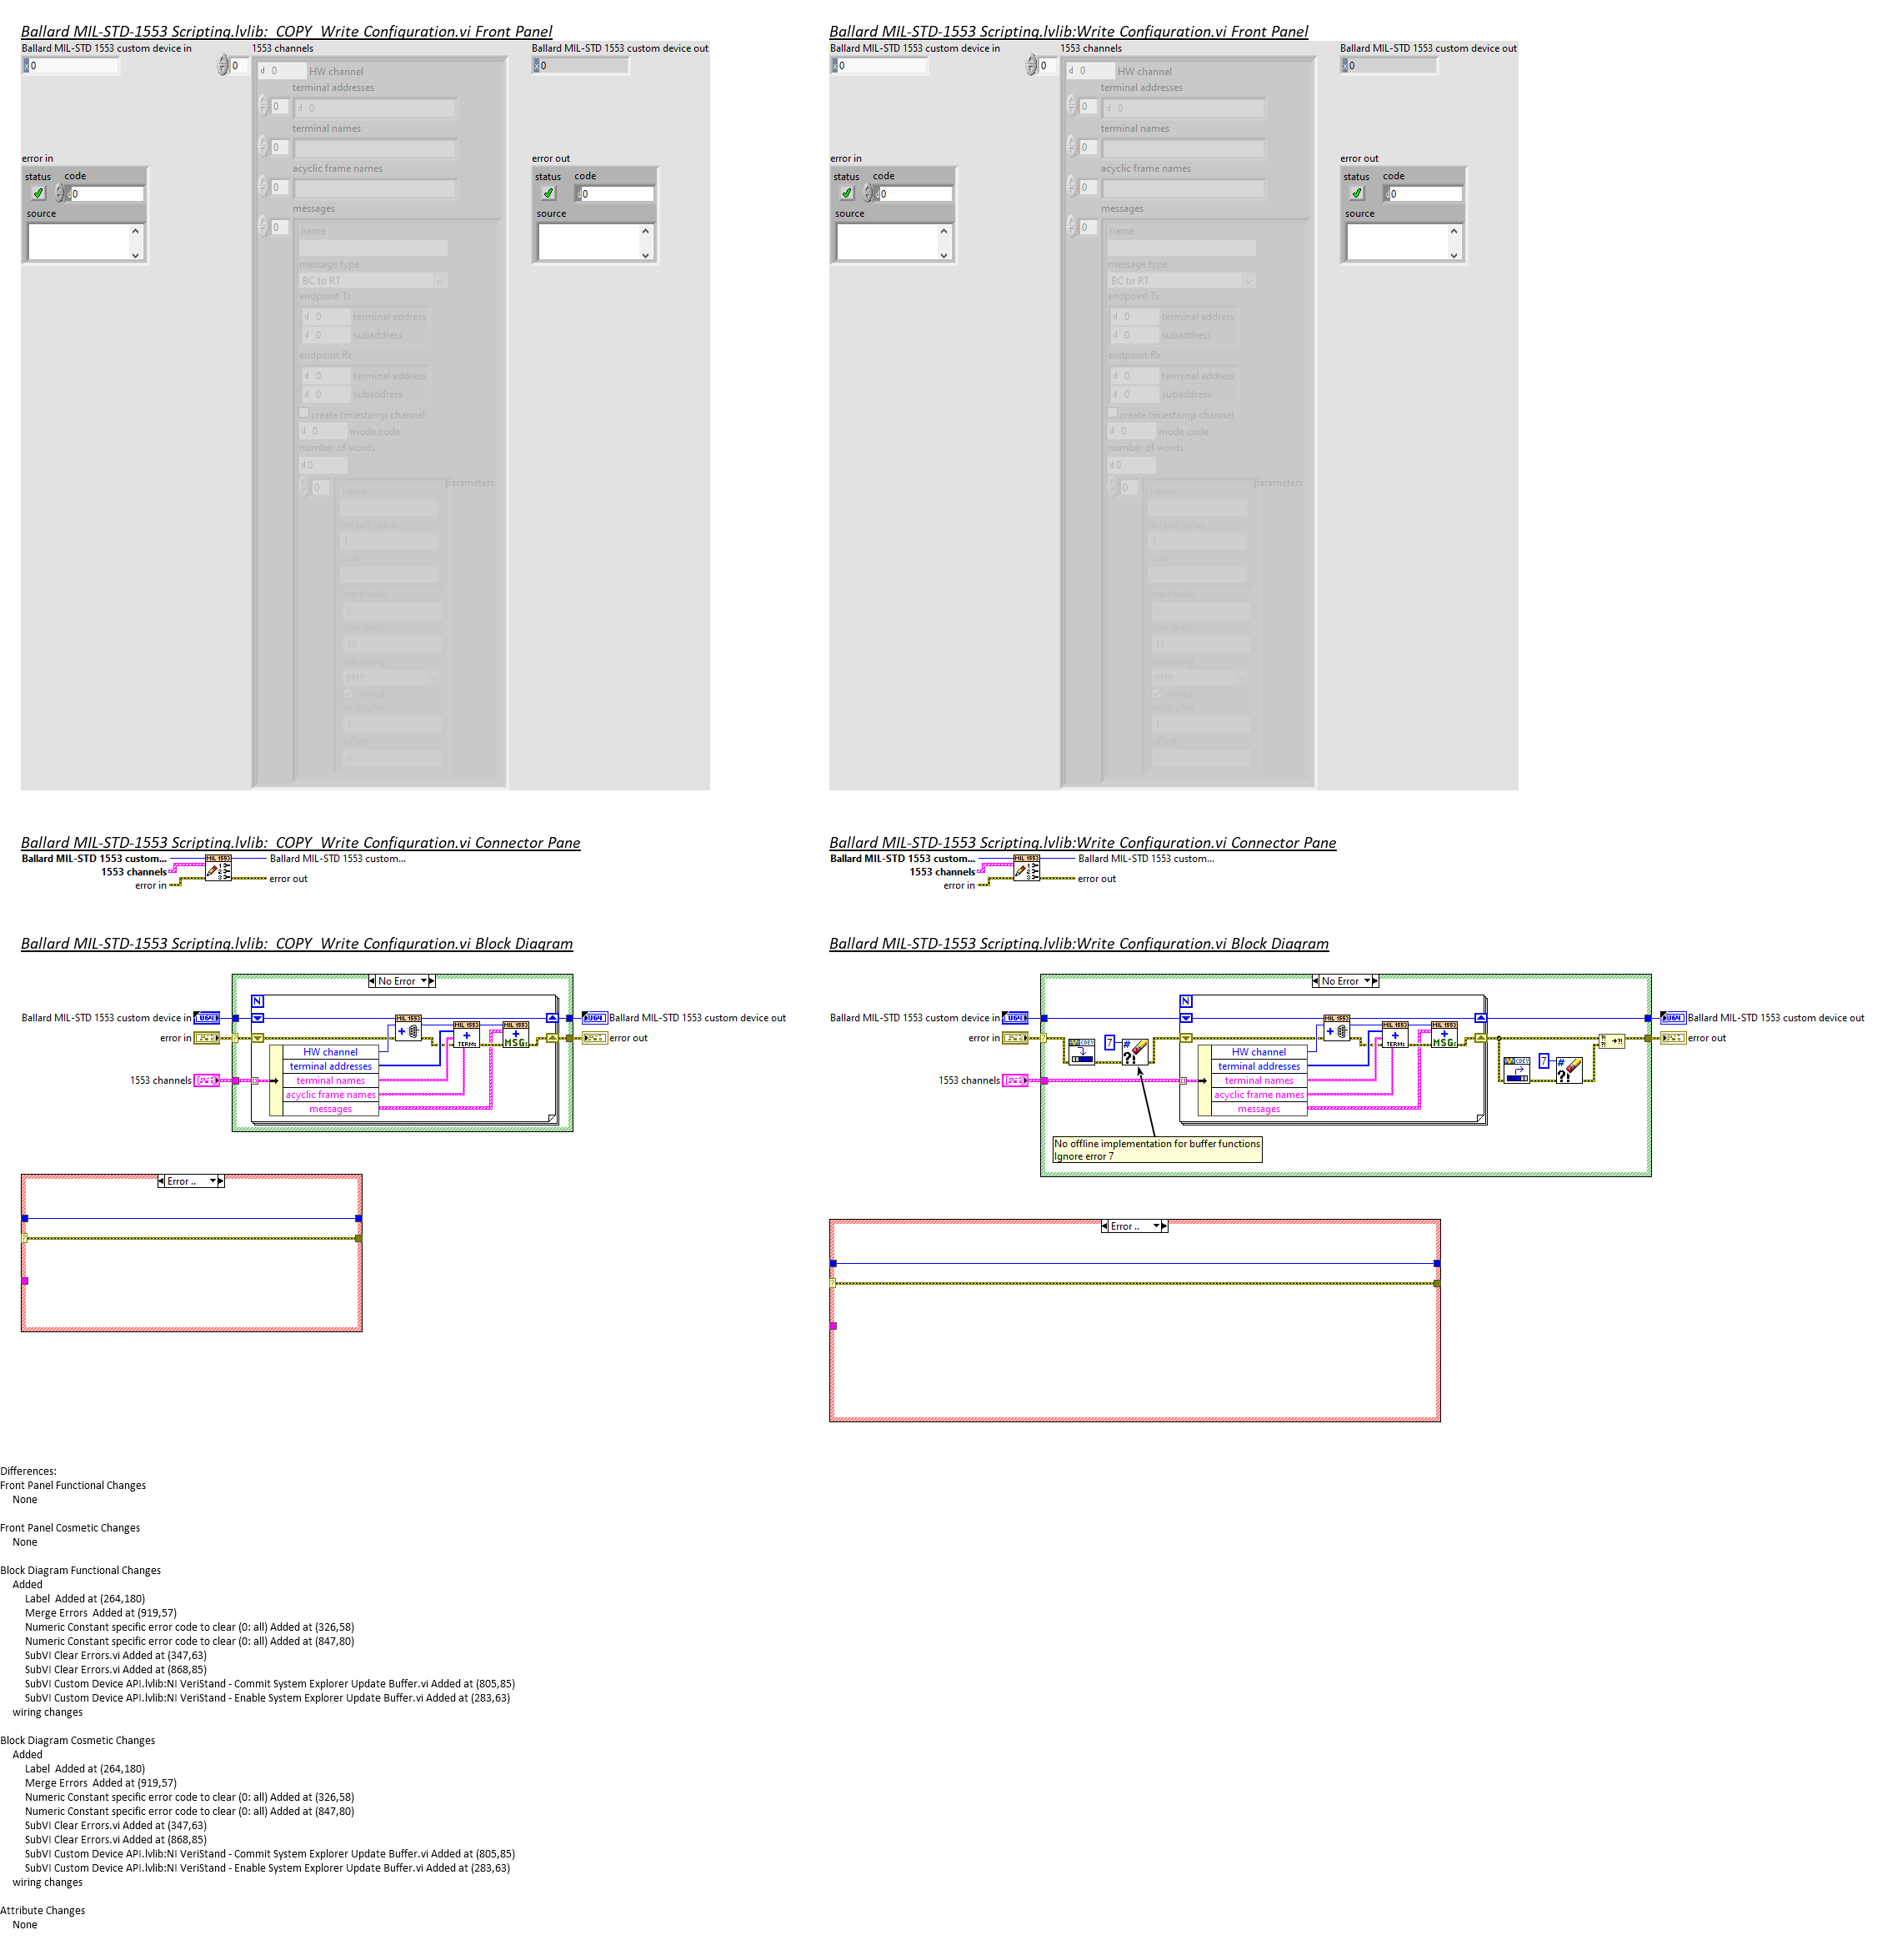 Ballard MIL-STD-1553 Scripting.lvlib:_COPY_Write Configuration.vi Front Panel
Ballard MIL-STD 1553 custom device in
0
1553 channels
0
Ballard MIL-STD 1553 custom device out
0
d 0 HW channel
terminal addresses
0
d 0
terminal names
0
acyclic frame names
0
messages
0
name
message type
BC to RT
endpoint Tx
d 0 terminal address
d 0 subaddress
endpoint Rx
d 0 terminal address
d 0 subaddress
create timestamp channel
d 0 mode code
number of words
d 0
0
parameters
name
default value
1
unit
start index
0
size (bits)
16
encoding
BNR
signed
multiplier
1
offset
0
error in
status code
0
source
error out
status code
0
source
Ballard MIL-STD-1553 Scripting.lvlib:Write Configuration.vi Front Panel
Ballard MIL-STD 1553 custom device in
0
1553 channels
0
Ballard MIL-STD 1553 custom device out
0
d 0 HW channel
terminal addresses
0
d 0
terminal names
0
acyclic frame names
0
messages
0
name
message type
BC to RT
endpoint Tx
d 0 terminal address
d 0 subaddress
endpoint Rx
d 0 terminal address
d 0 subaddress
create timestamp channel
d 0 mode code
number of words
d 0
0
parameters
name
default value
1
unit
start index
0
size (bits)
16
encoding
BNR
signed
multiplier
1
offset
0
error in
status code
0
source
error out
status code
0
source
Ballard MIL-STD-1553 Scripting.lvlib:_COPY_Write Configuration.vi Connector Pane
Ballard MIL-STD 1553 custom...
1553 channels
error in
MIL 1553
1
2
3
Ballard MIL-STD 1553 custom...
error out
Ballard MIL-STD-1553 Scripting.lvlib:Write Configuration.vi Connector Pane
Ballard MIL-STD 1553 custom...
1553 channels
error in
MIL 1553
1
2
3
Ballard MIL-STD 1553 custom...
error out
Ballard MIL-STD-1553 Scripting.lvlib:_COPY_Write Configuration.vi Block Diagram
No Error
N
Ballard MIL-STD 1553 custom device in
U64
error in
1553 channels
MIL 1553
+
MIL 1553
+
TERMs
MIL 1553
+
MSGs
HW channel
terminal addresses
terminal names
acyclic frame names
messages
U64
Ballard MIL-STD 1553 custom device out
error out
Error ..
Ballard MIL-STD-1553 Scripting.lvlib:Write Configuration.vi Block Diagram
No Error
N
Ballard MIL-STD 1553 custom device in
U64
error in
1553 channels
CDEV
7
#
?!
MIL 1553
+
MIL 1553
+
TERMs
MIL 1553
+
MSGs
HW channel
terminal addresses
terminal names
acyclic frame names
messages
CDEV
7
#
?!
U64
Ballard MIL-STD 1553 custom device out
error out
No offline implementation for buffer functions
Ignore error 7
Error ..
Differences:
Front Panel Functional Changes
None
Front Panel Cosmetic Changes
None
Block Diagram Functional Changes
Added
Label  Added at (264,180)
Merge Errors  Added at (919,57)
Numeric Constant specific error code to clear (0: all) Added at (326,58)
Numeric Constant specific error code to clear (0: all) Added at (847,80)
SubVI Clear Errors.vi Added at (347,63)
SubVI Clear Errors.vi Added at (868,85)
SubVI Custom Device API.lvlib:NI VeriStand - Commit System Explorer Update Buffer.vi Added at (805,85)
SubVI Custom Device API.lvlib:NI VeriStand - Enable System Explorer Update Buffer.vi Added at (283,63)
wiring changes
Block Diagram Cosmetic Changes
Added
Label  Added at (264,180)
Merge Errors  Added at (919,57)
Numeric Constant specific error code to clear (0: all) Added at (326,58)
Numeric Constant specific error code to clear (0: all) Added at (847,80)
SubVI Clear Errors.vi Added at (347,63)
SubVI Clear Errors.vi Added at (868,85)
SubVI Custom Device API.lvlib:NI VeriStand - Commit System Explorer Update Buffer.vi Added at (805,85)
SubVI Custom Device API.lvlib:NI VeriStand - Enable System Explorer Update Buffer.vi Added at (283,63)
wiring changes
Attribute Changes
None